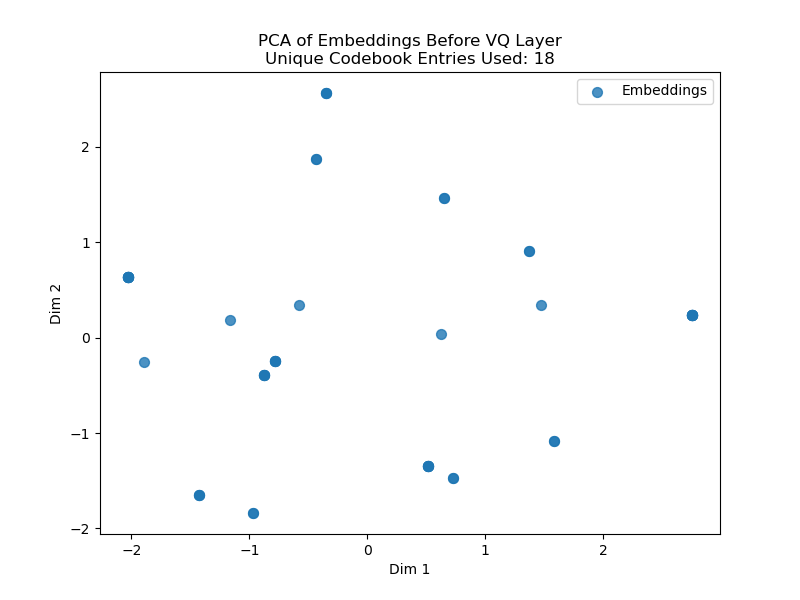 PCA of Embeddings Before VQ Layer
Unique Codebook Entries Used: 18
Embeddings
2
1
0
−1
−2
Dim 2
−2 −1 0 1 2
Dim 1